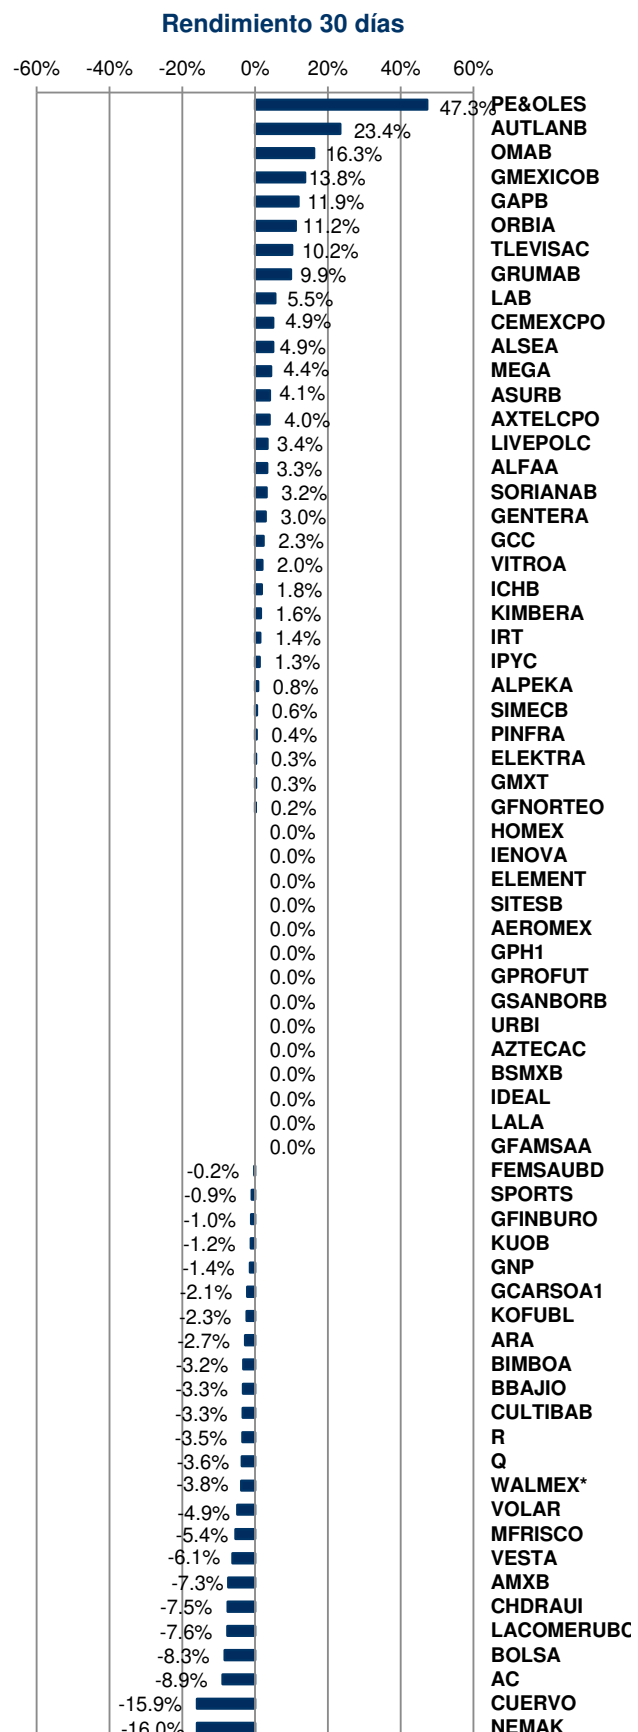 Rendimiento 30 días
-60% -40% -20% 0% 20% 40% 60%
47.3% PE&OLES
23.4% AUTLANB
16.3% OMAB
13.8% GMEXICOB
11.9% GAPB
11.2% ORBIA
10.2% TLEVISAC
9.9% GRUMAB
5.5% LAB
4.9% CEMEXCPO
4.9% ALSEA
4.4% MEGA
4.1% ASURB
4.0% AXTELCPO
3.4% LIVEPOLC
3.3% ALFAA
3.2% SORIANAB
3.0% GENTERA
2.3% GCC
2.0% VITROA
1.8% ICHB
1.6% KIMBERA
1.4% IRT
1.3% IPYC
0.8% ALPEKA
0.6% SIMECB
0.4% PINFRA
0.3% ELEKTRA
0.3% GMXT
0.2% GFNORTEO
0.0% HOMEX
0.0% IENOVA
0.0% ELEMENT
0.0% SITESB
0.0% AEROMEX
0.0% GPH1
0.0% GPROFUT
0.0% GSANBORB
0.0% URBI
0.0% AZTECAC
0.0% BSMXB
0.0% IDEAL
0.0% LALA
0.0% GFAMSAA
-0.2% FEMSAUBD
-0.9% SPORTS
-1.0% GFINBURO
-1.2% KUOB
-1.4% GNP
-2.1% GCARSOA1
-2.3% KOFUBL
-2.7% ARA
-3.2% BIMBOA
-3.3% BBAJIO
-3.3% CULTIBAB
-3.5% R
-3.6% Q
-3.8% WALMEX*
-4.9% VOLAR
-5.4% MFRISCO
-6.1% VESTA
-7.3% AMXB
-7.5% CHDRAUI
-7.6% LACOMERUBC
-8.3% BOLSA
-8.9% AC
-15.9% CUERVO
-16.0% NEMAK